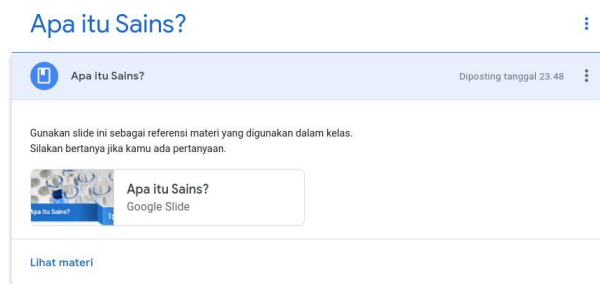 Apa itu Sains?
Apa itu Sains?
Diposting tanggal 23.48
Gunakan slide ini sebagai referensi materi yang digunakan dalam kelas.
Silakan bertanya jika kamu ada pertanyaan.
Apa Itu Sains?
Apa itu Sains?
Google Slide
Lihat materi